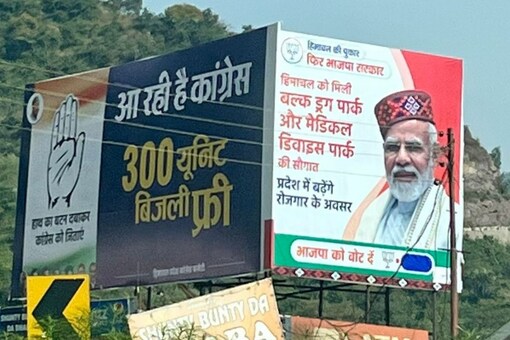 आ रही है कांग्रेस
300 यूनिट
बिजली फ्री
हाथ का बटन दबाकर
कांग्रेस को जिताएं
हिमाचल की पुकार
फिर भाजपा सरकार
हिमाचल को मिली
बल्क ड्रग पार्क
और मेडिकल
डिवाइस पार्क
की सौगात
प्रदेश में बढ़ेंगे
रोजगार के अवसर
भाजपा को वोट दें
SHUNTY BUNTY DA